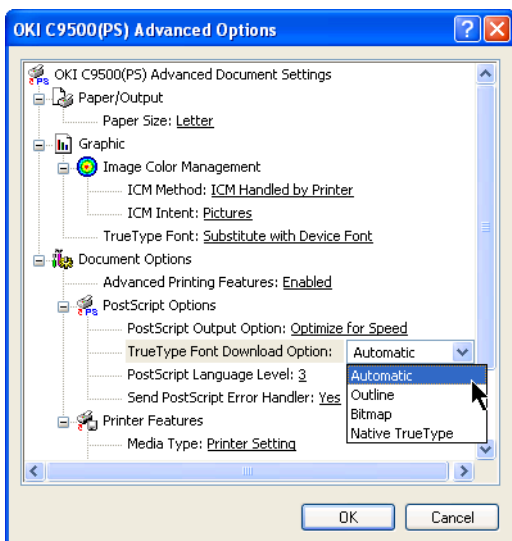 OKI C9500(PS) Advanced Options
OKI C9500(PS) Advanced Document Settings
Paper/Output
Paper Size: Letter
Graphic
Image Color Management
ICM Method: ICM Handled by Printer
ICM Intent: Pictures
TrueType Font: Substitute with Device Font
Document Options
Advanced Printing Features: Enabled
PostScript Options
PostScript Output Option: Optimize for Speed
TrueType Font Download Option: Automatic
Automatic
Outline
Bitmap
Native TrueType
PostScript Language Level: 3
Send PostScript Error Handler: Yes
Printer Features
Media Type: Printer Setting
OK Cancel